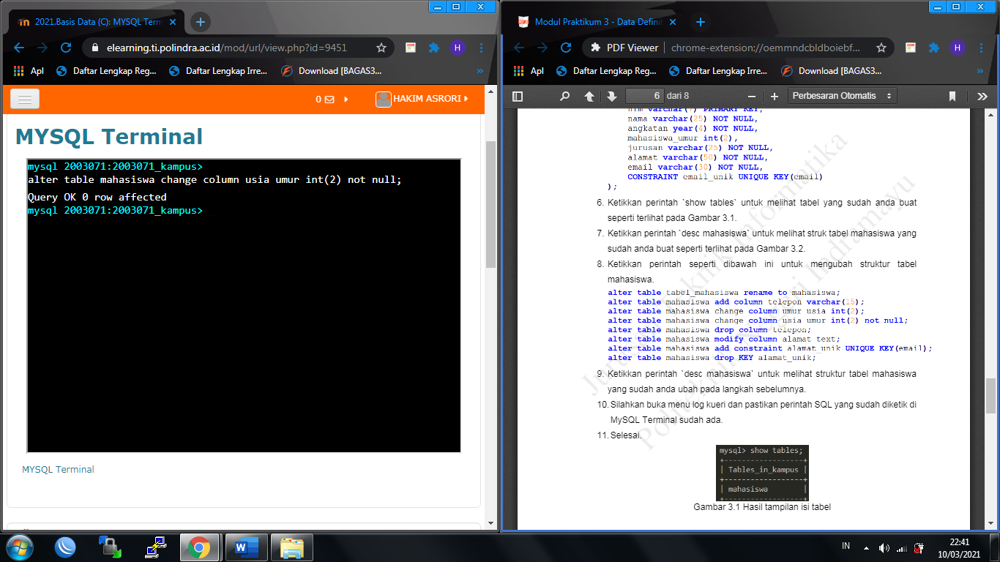 2021.Basis Data (C): MYSQL Term
elearning.ti.polindra.ac.id/mod/url/view.php?id=9451
H
Apl
Daftar Lengkap Reg...
Daftar Lengkap Irre...
Download [BAGAS3...
»
0
HAKIM ASRORI
MYSQL Terminal
mysql 2003071:2003071_kampus>
alter table mahasiswa change column usia umur int(2) not null;
Query OK 0 row affected
mysql 2003071:2003071_kampus>
MYSQL Terminal
Modul Praktikum 3 - Data Definit
PDF Viewer
chrome-extension://oemmndcbldboiebf...
H
Apl
Daftar Lengkap Reg...
Daftar Lengkap Irre...
Download [BAGAS3...
»
6 dari 8
Perbesaran Otomatis
nim varchar(7) PRIMARY KEY,
nama varchar(25) NOT NULL,
angkatan year(4) NOT NULL,
mahasiswa_umur int(2),
jurusan varchar(25) NOT NULL,
alamat varchar(50) NOT NULL,
email varchar(30) NOT NULL,
CONSTRAINT email_unik UNIQUE KEY(email)
);
6. Ketikkan perintah `show tables` untuk melihat tabel yang sudah anda buat
seperti terlihat pada Gambar 3.1.
7. Ketikkan perintah `desc mahasiswa` untuk melihat struk tabel mahasiswa yang
sudah anda buat seperti terlihat pada Gambar 3.2.
8. Ketikkan perintah seperti dibawah ini untuk mengubah struktur tabel
mahasiswa.
alter table tabel_mahasiswa rename to mahasiswa;
alter table mahasiswa add column telepon varchar(15);
alter table mahasiswa change column umur usia int(2);
alter table mahasiswa change column usia umur int(2) not null;
alter table mahasiswa drop column telepon;
alter table mahasiswa modify column alamat text;
alter table mahasiswa add constraint alamat_unik UNIQUE KEY(email);
alter table mahasiswa drop KEY alamat_unik;
9. Ketikkan perintah `desc mahasiswa` untuk melihat struktur tabel mahasiswa
yang sudah anda ubah pada langkah sebelumnya.
10. Silahkan buka menu log kueri dan pastikan perintah SQL yang sudah diketik di
MySQL Terminal sudah ada.
11. Selesai.
mysql> show tables;
+------------------+
| Tables_in_kampus |
+------------------+
| mahasiswa |
+------------------+
Gambar 3.1 Hasil tampilan isi tabel
IN
22:41
10/03/2021